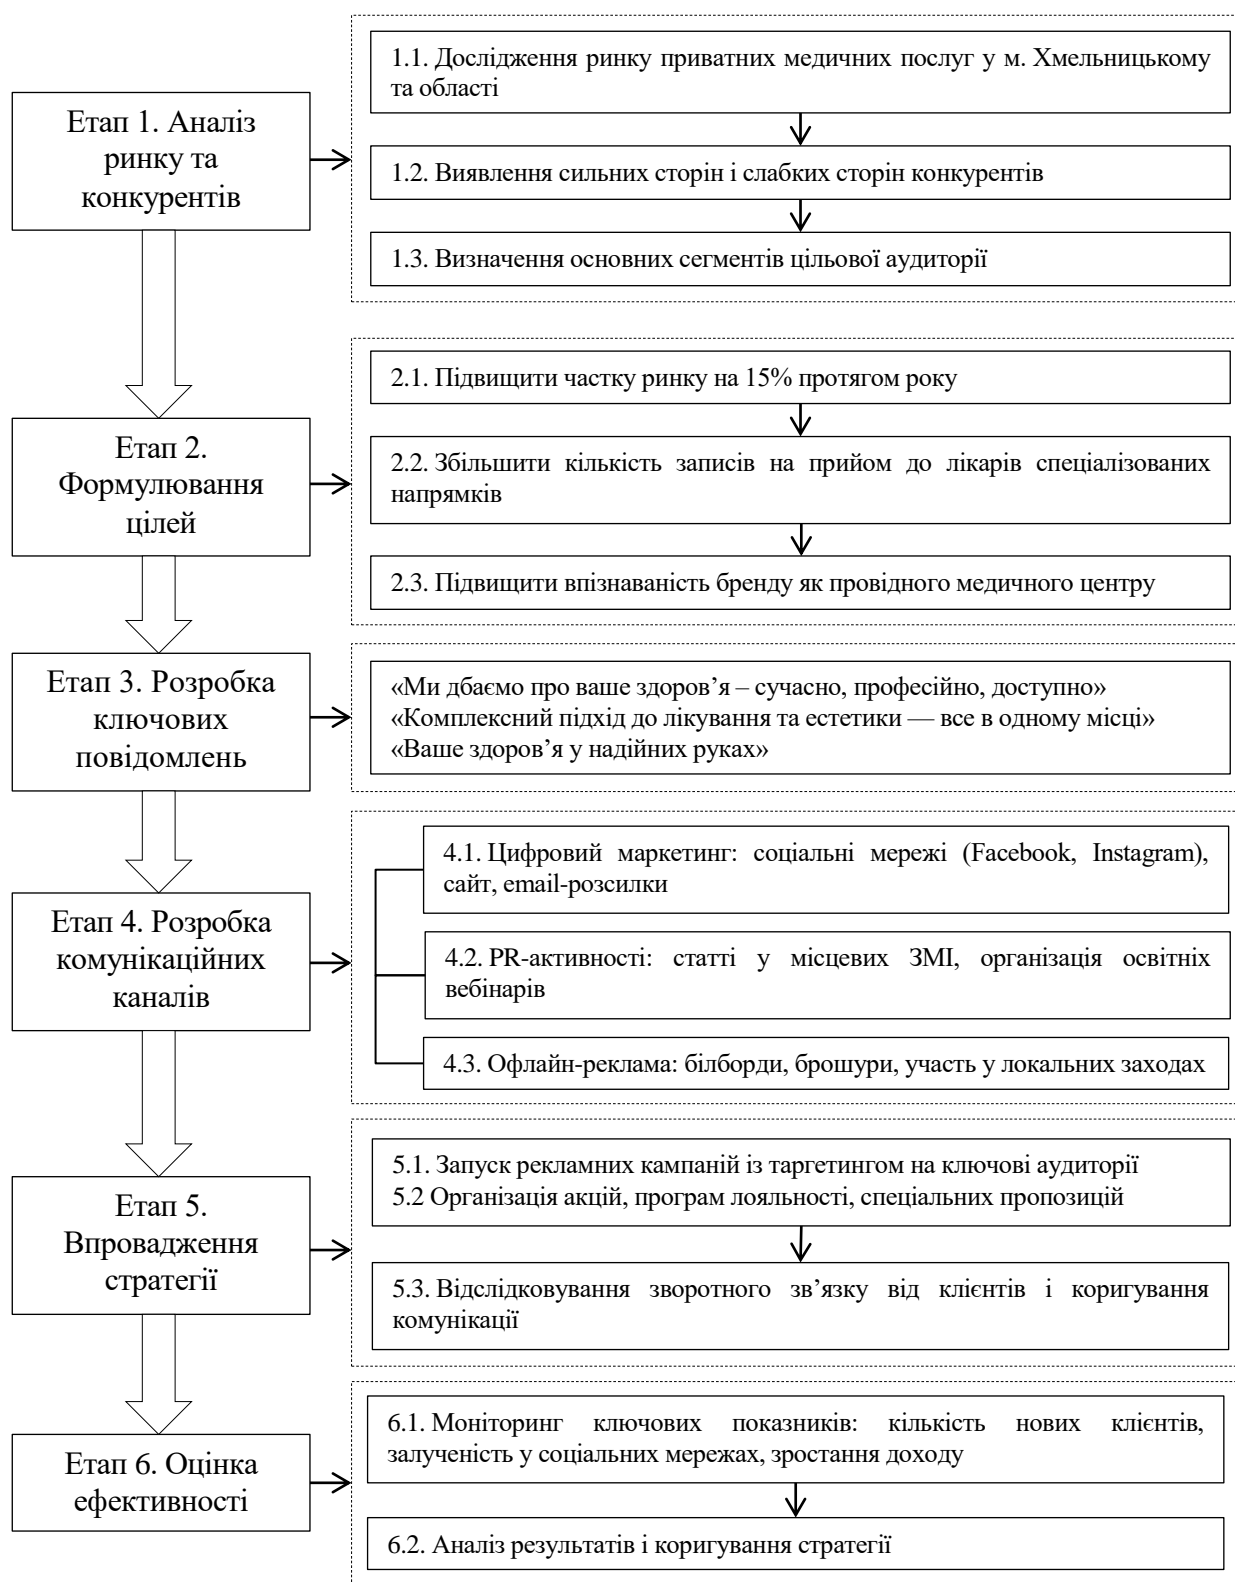 Етап 1. Аналіз
ринку та
конкурентів
1.1. Дослідження ринку приватних медичних послуг у м. Хмельницькому
та області
1.2. Виявлення сильних сторін і слабких сторін конкурентів
1.3. Визначення основних сегментів цільової аудиторії
Етап 2.
Формулювання
цілей
2.1. Підвищити частку ринку на 15% протягом року
2.2. Збільшити кількість записів на прийом до лікарів спеціалізованих
напрямків
2.3. Підвищити впізнаваність бренду як провідного медичного центру
Етап 3. Розробка
ключових
повідомлень
«Ми дбаємо про ваше здоров’я – сучасно, професійно, доступно»
«Комплексний підхід до лікування та естетики — все в одному місці»
«Ваше здоров’я у надійних руках»
Етап 4. Розробка
комунікаційних
каналів
4.1. Цифровий маркетинг: соціальні мережі (Facebook, Instagram),
сайт, email-розсилки
4.2. PR-активності: статті у місцевих ЗМІ, організація освітніх
вебінарів
4.3. Офлайн-реклама: білборди, брошури, участь у локальних заходах
Етап 5.
Впровадження
стратегії
5.1. Запуск рекламних кампаній із таргетингом на ключові аудиторії
5.2 Організація акцій, програм лояльності, спеціальних пропозицій
5.3. Відслідковування зворотного зв’язку від клієнтів і коригування
комунікації
Етап 6. Оцінка
ефективності
6.1. Моніторинг ключових показників: кількість нових клієнтів,
залученість у соціальних мережах, зростання доходу
6.2. Аналіз результатів і коригування стратегії